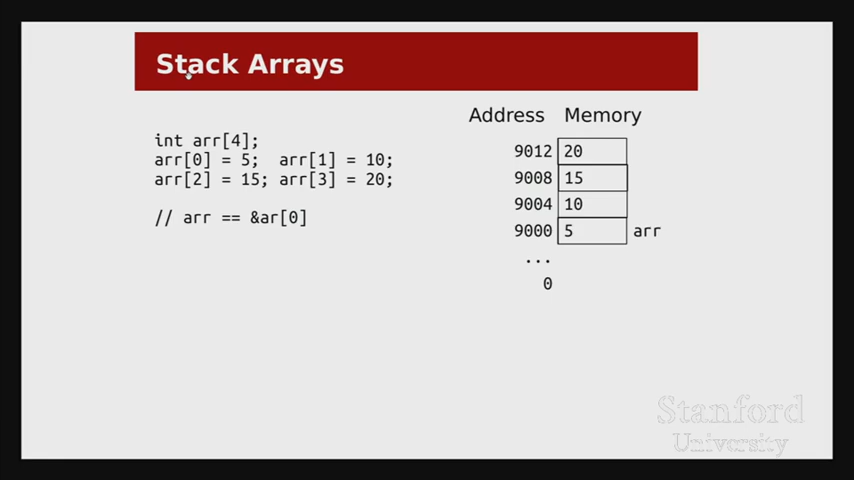 Stack Arrays
Address Memory
int arr[4];
arr[0] = 5; arr[1] = 10;
arr[2] = 15; arr[3] = 20;
// arr == &ar[0]
9012 20
9008 15
9004 10
9000 5 arr
...
0
Stanford
University